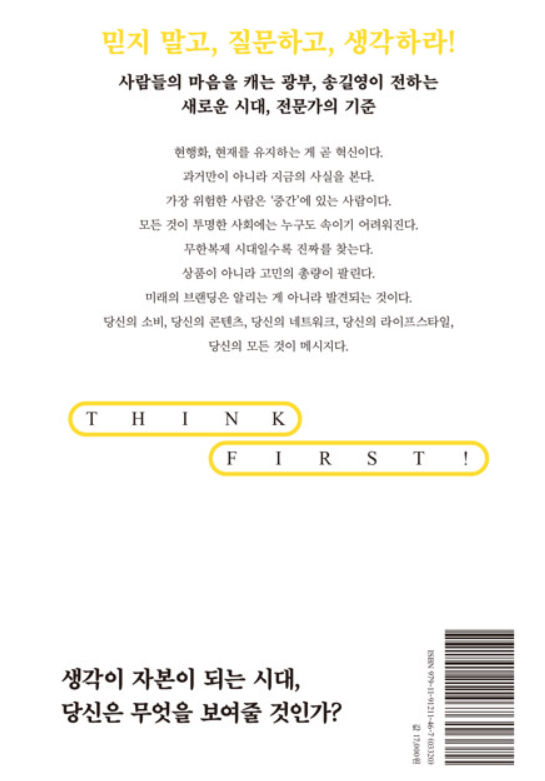 믿지 말고, 질문하고, 생각하라!
사람들의 마음을 캐는 광부, 송길영이 전하는
새로운 시대, 전문가의 기준
현행화, 현재를 유지하는 게 곧 혁신이다.
과거만이 아니라 지금의 사실을 본다.
가장 위험한 사람은 '중간'에 있는 사람이다.
모든 것이 투명한 사회에는 누구도 속이기 어려워진다.
무한복제 시대일수록 진짜를 찾는다.
상품이 아니라 고민의 총량이 팔린다.
미래의 브랜딩은 알리는 게 아니라 발견되는 것이다.
당신의 소비, 당신의 콘텐츠, 당신의 네트워크, 당신의 라이프스타일,
당신의 모든 것이 메시지다.
THINK
FIRST!
생각이 자본이 되는 시대,
당신은 무엇을 보여줄 것인가?
ISBN 979-11-91211-46-7 (03320)
값 17,000원